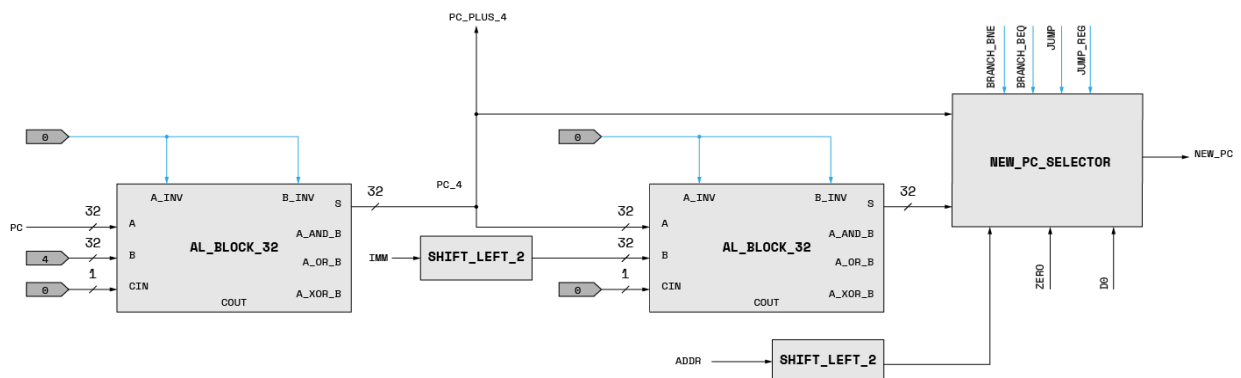 PC_PLUS_4
BRANCH_BNE
BRANCH_BEQ
JUMP
JUMP_REG
0
0
NEW_PC_SELECTOR
NEW_PC
A_INV
B_INV
S
32
PC_4
A_INV
B_INV
S
32
PC
32
A
A_AND_B
32
A
A_AND_B
4
32
B
AL_BLOCK_32
A_OR_B
IMM
SHIFT_LEFT_2
32
B
AL_BLOCK_32
A_OR_B
0
1
CIN
COUT
A_XOR_B
0
1
CIN
COUT
A_XOR_B
ZERO
D0
ADDR
SHIFT_LEFT_2